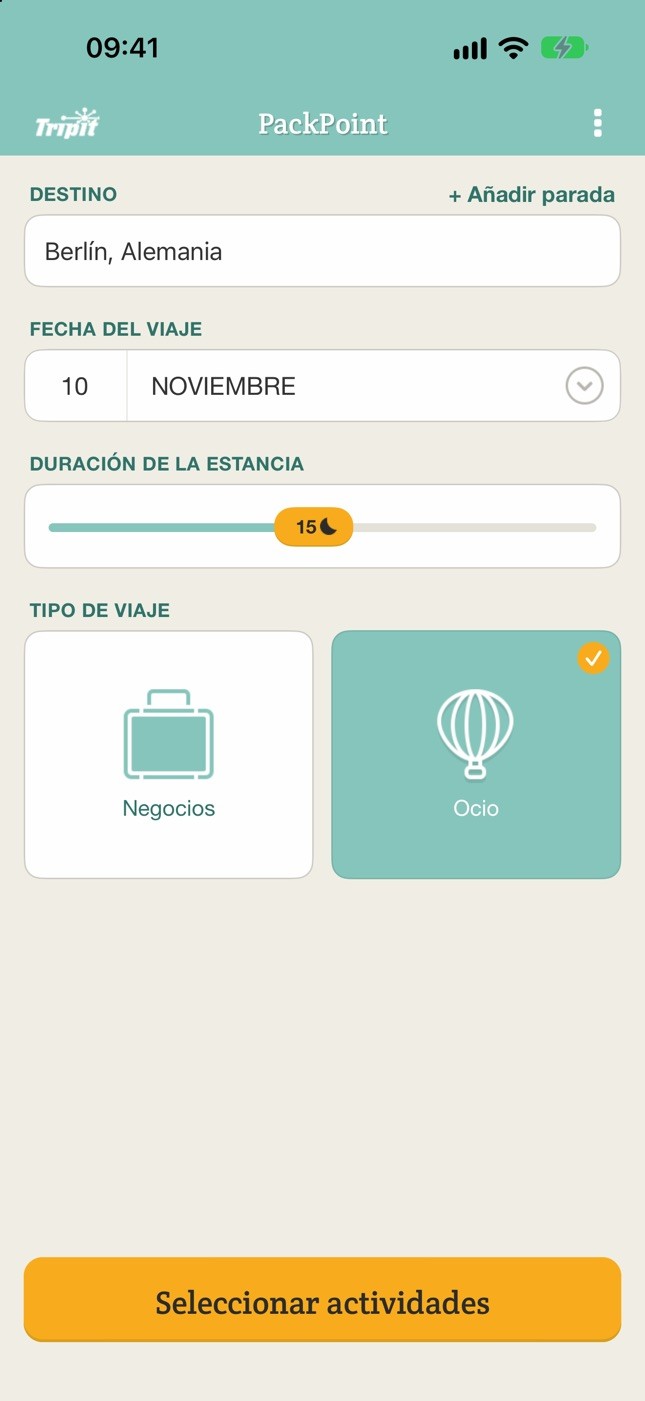 09:41
Tripit
PackPoint
DESTINO
+ Añadir parada
Berlín, Alemania
FECHA DEL VIAJE
10
NOVIEMBRE
DURACIÓN DE LA ESTANCIA
15
TIPO DE VIAJE
Negocios
Ocio
Seleccionar actividades